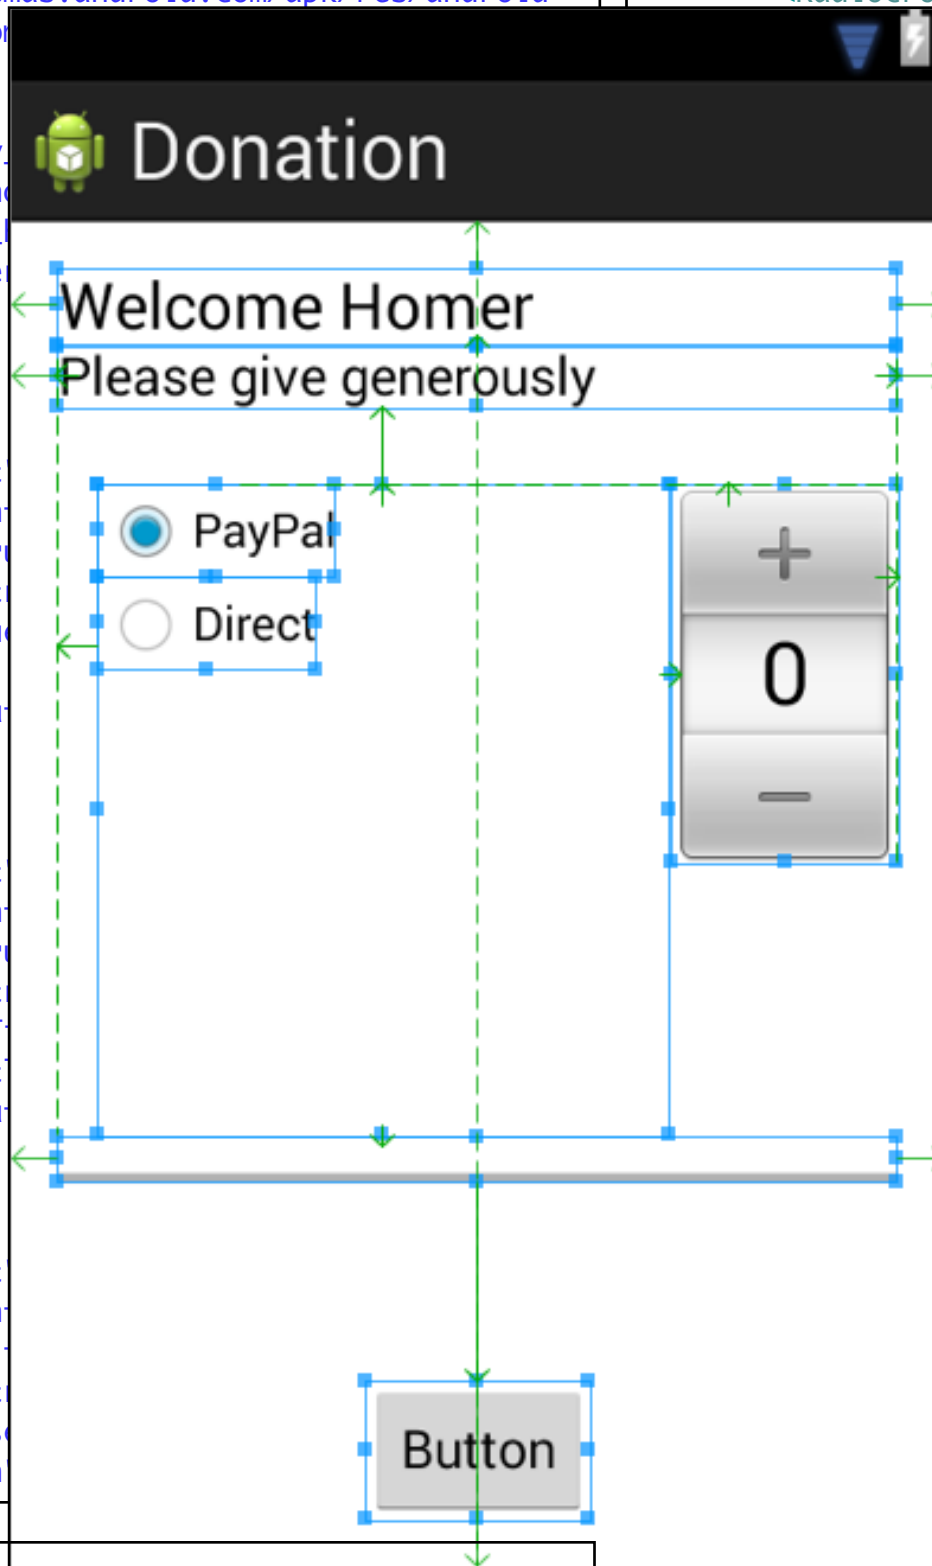 Donation
Welcome Homer
Please give generously
PayPal
Direct
+
0
−
Button